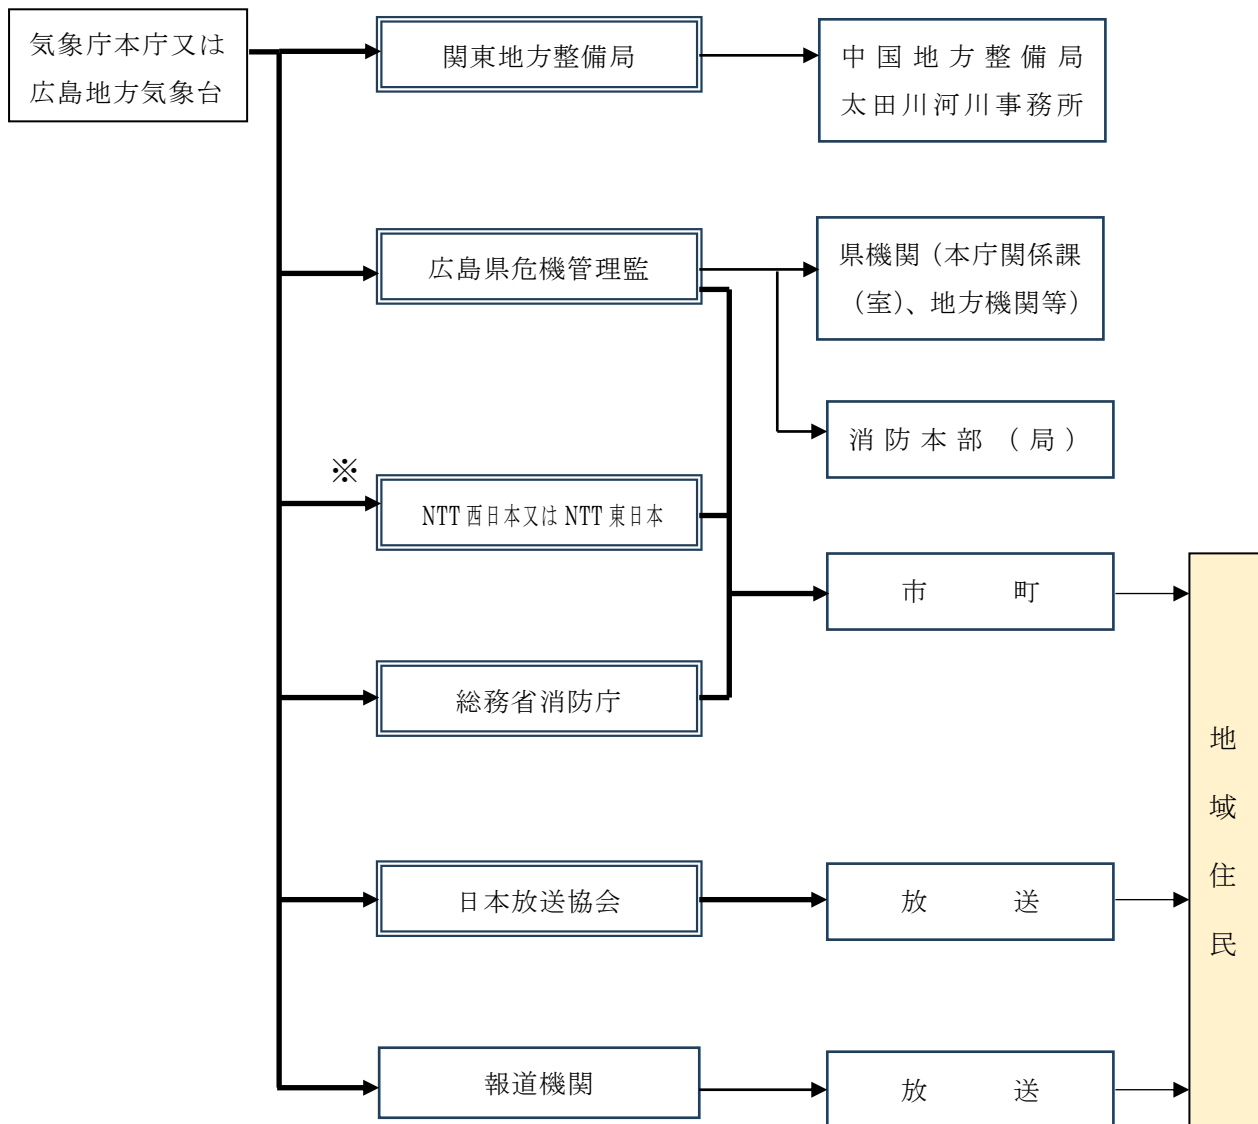 気象庁本庁又は
広島地方気象台
関東地方整備局
中国地方整備局
太田川河川事務所
広島県危機管理監
県機関（本庁関係課
（室）、地方機関等）
消防本部（局）
※
NTT西日本又はNTT東日本
市町
総務省消防庁
地域住民
日本放送協会
放送
報道機関
放送